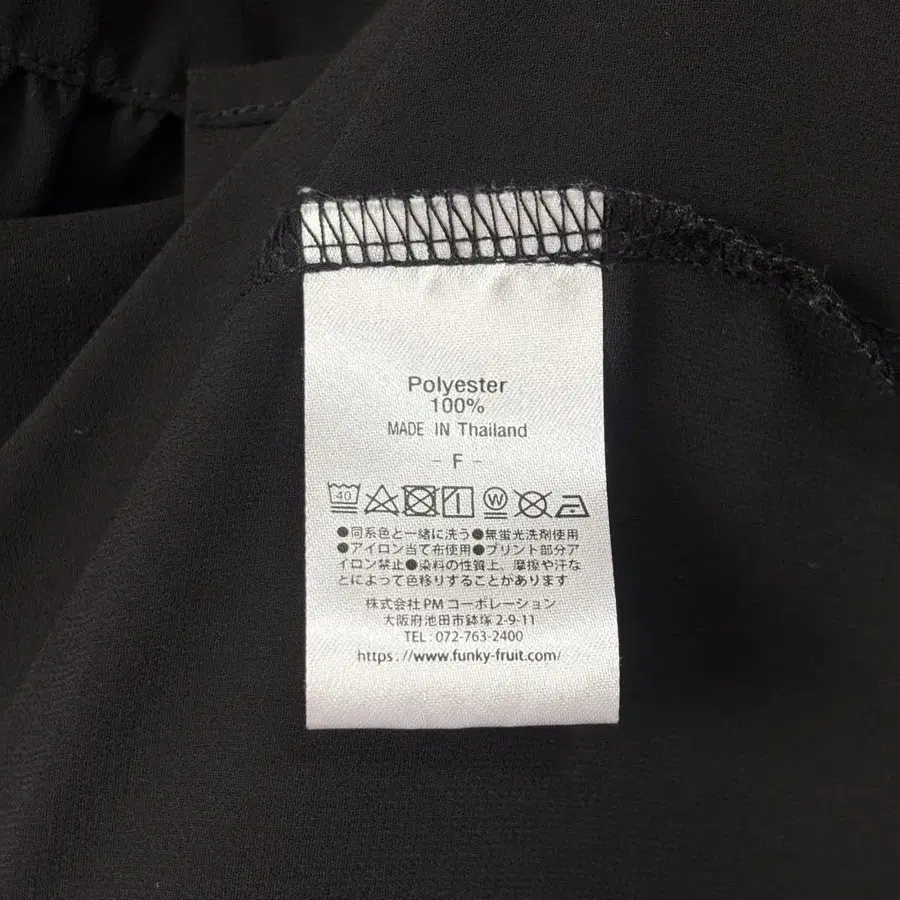 Polyester
100%
MADE IN Thailand
- F -
40 W
●同系色と一緒に洗う●無蛍光洗剤使用
●アイロン当て布使用●プリント部分ア
イロン禁止●染料の性質上、摩擦や汗な
どによって色移りすることがあります
株式会社PMコーポレーション
大阪府池田市鉢塚2-9-11
TEL:072-763-2400
https://www.funky-fruit.com/